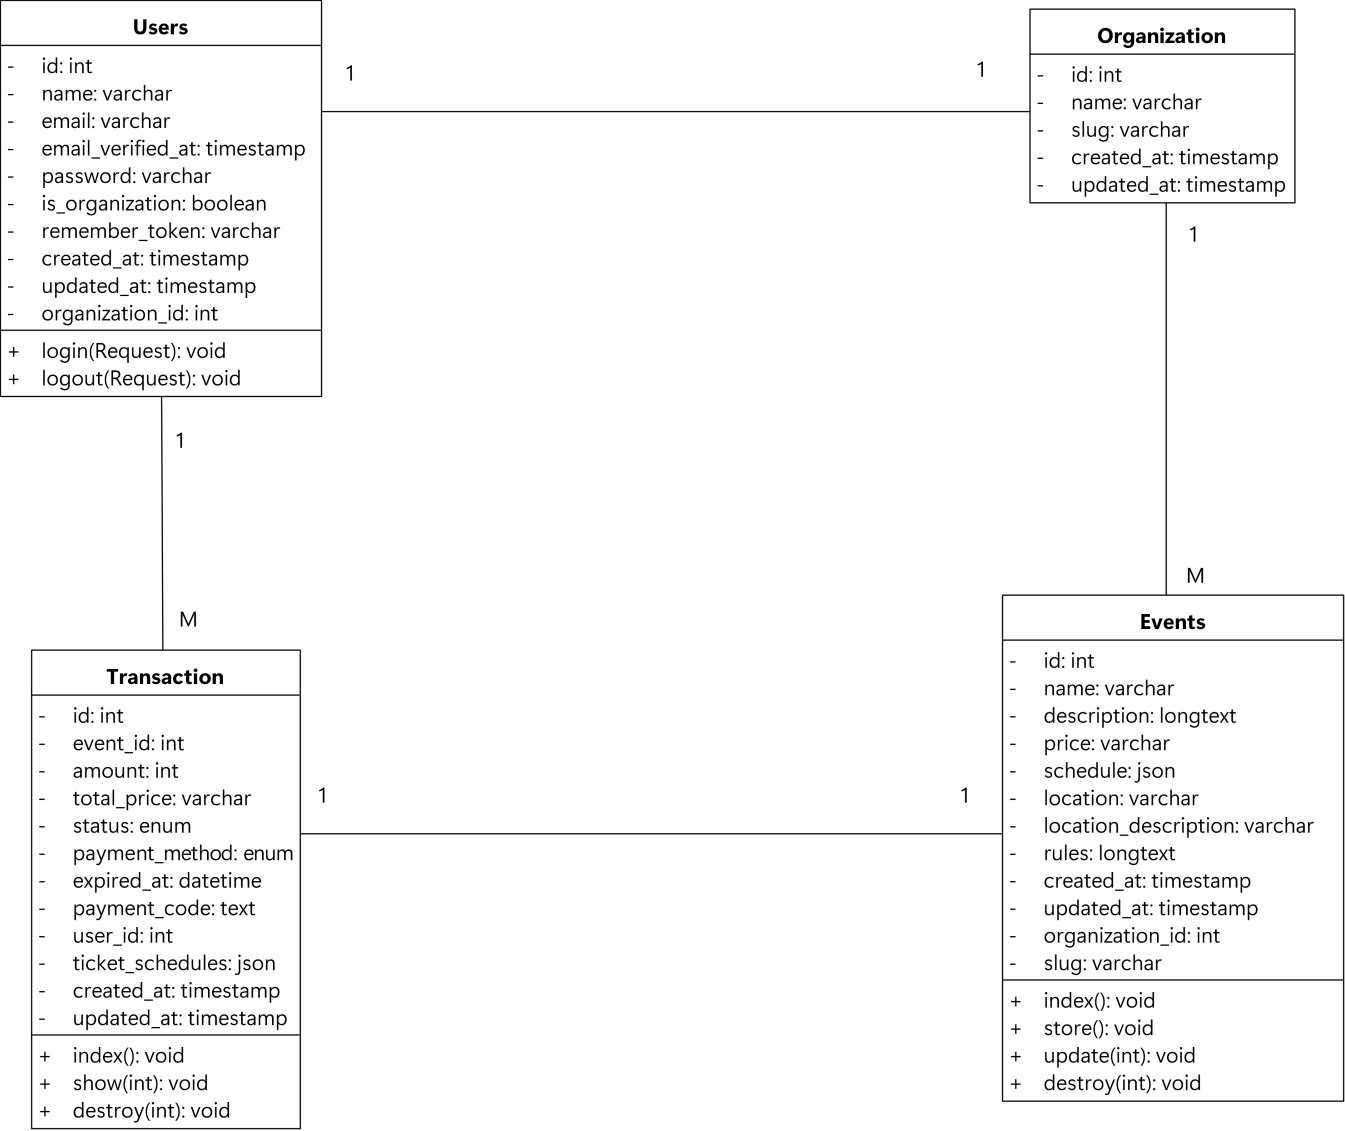 Users
- id: int
- name: varchar
- email: varchar
- email_verified_at: timestamp
- password: varchar
- is_organization: boolean
- remember_token: varchar
- created_at: timestamp
- updated_at: timestamp
- organization_id: int
+ login(Request): void
+ logout(Request): void
1
1
Organization
- id: int
- name: varchar
- slug: varchar
- created_at: timestamp
- updated_at: timestamp
1
M
1
M
Transaction
- id: int
- event_id: int
- amount: int
- total_price: varchar
- status: enum
- payment_method: enum
- expired_at: datetime
- payment_code: text
- user_id: int
- ticket_schedules: json
- created_at: timestamp
- updated_at: timestamp
+ index(): void
+ show(int): void
+ destroy(int): void
1
1
Events
- id: int
- name: varchar
- description: longtext
- price: varchar
- schedule: json
- location: varchar
- location_description: varchar
- rules: longtext
- created_at: timestamp
- updated_at: timestamp
- organization_id: int
- slug: varchar
+ index(): void
+ store(): void
+ update(int): void
+ destroy(int): void